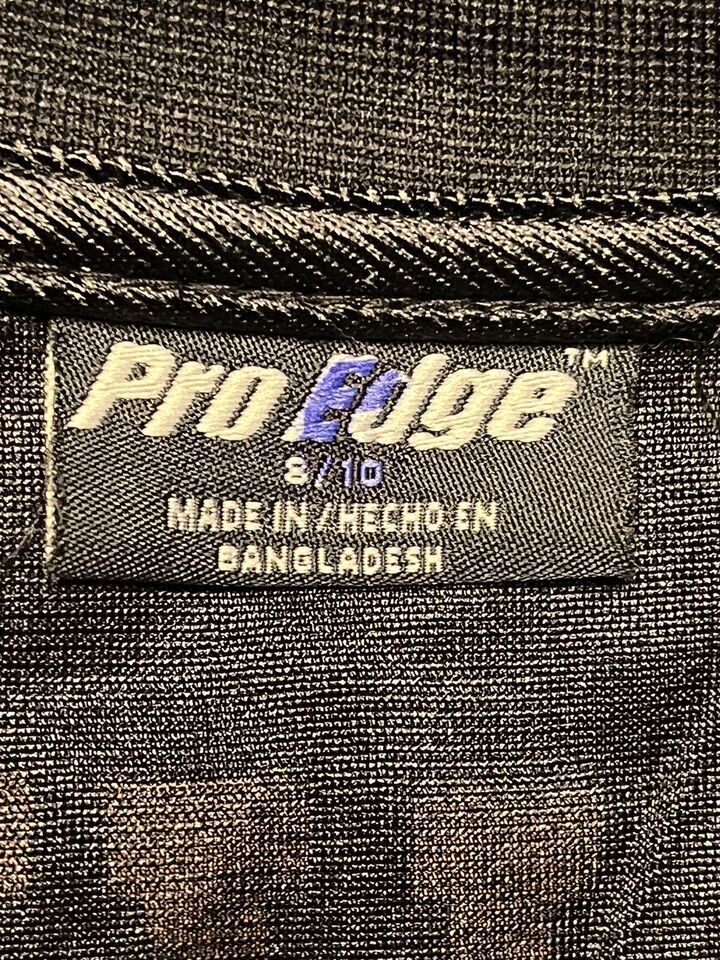 Pro Edge™
8/10
MADE IN/HECHO EN
BANGLADESH